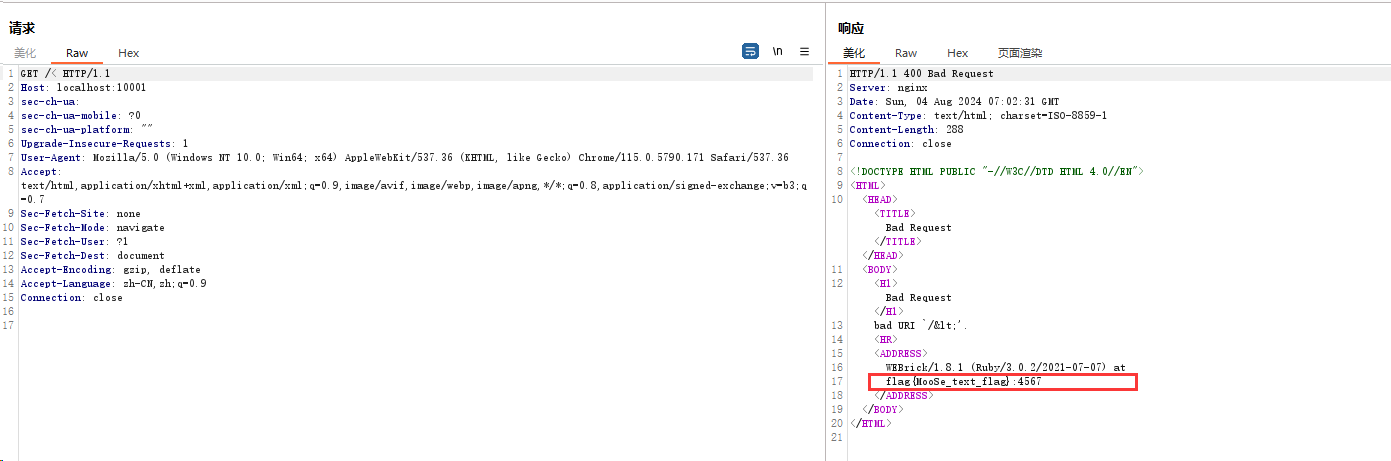 请求
美化 Raw Hex \n
1 GET /< HTTP/1.1
2 Host: localhost:10001
3 sec-ch-ua:
4 sec-ch-ua-mobile: ?0
5 sec-ch-ua-platform: ""
6 Upgrade-Insecure-Requests: 1
7 User-Agent: Mozilla/5.0 (Windows NT 10.0; Win64; x64) AppleWebKit/537.36 (KHTML, like Gecko) Chrome/115.0.5790.171 Safari/537.36
8 Accept:
text/html,application/xhtml+xml,application/xml;q=0.9,image/avif,image/webp,image/apng,*/*;q=0.8,application/signed-exchange;v=b3;q
=0.7
9 Sec-Fetch-Site: none
10 Sec-Fetch-Mode: navigate
11 Sec-Fetch-User: ?1
12 Sec-Fetch-Dest: document
13 Accept-Encoding: gzip, deflate
14 Accept-Language: zh-CN,zh;q=0.9
15 Connection: close
16
17
响应
美化 Raw Hex 页面渲染
1 HTTP/1.1 400 Bad Request
2 Server: nginx
3 Date: Sun, 04 Aug 2024 07:02:31 GMT
4 Content-Type: text/html; charset=ISO-8859-1
5 Content-Length: 288
6 Connection: close
7
8 <!DOCTYPE HTML PUBLIC "-//W3C//DTD HTML 4.0//EN">
9 <HTML>
10 <HEAD>
<TITLE>
Bad Request
</TITLE>
</HEAD>
11 <BODY>
12 <H1>
Bad Request
</H1>
13 bad URI `/&lt;'.
14 <HR>
15 <ADDRESS>
16 WEBrick/1.8.1 (Ruby/3.0.2/2021-07-07) at
17 flag{MooSe_text_flag}:4567
18 </ADDRESS>
19 </BODY>
20 </HTML>
21